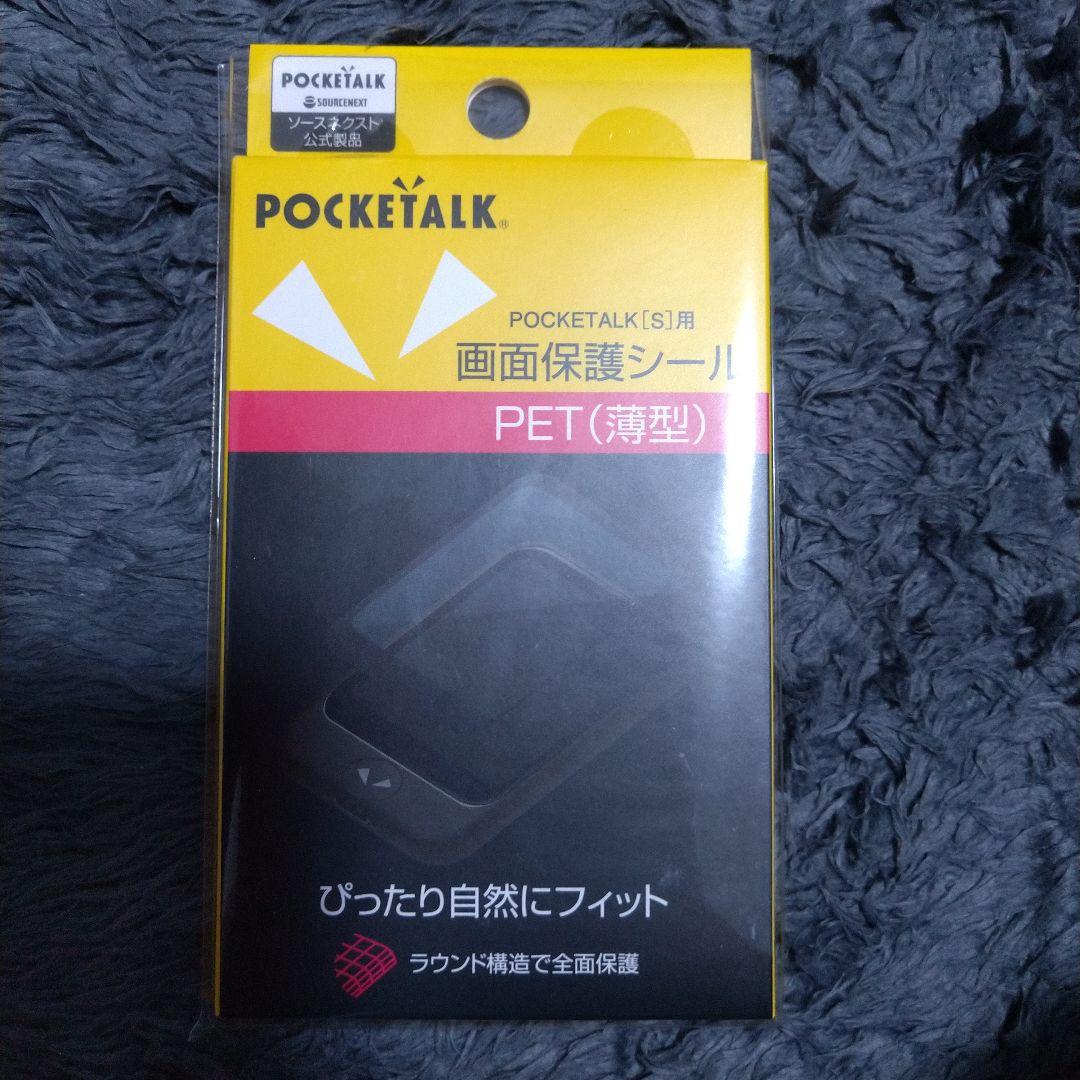 POCKETALK
SOURCENEXT
ソースネクスト
公式製品
POCKETALK®
POCKETALK[S]用
画面保護シール
PET(薄型)
ぴったり自然にフィット
ラウンド構造で全面保護